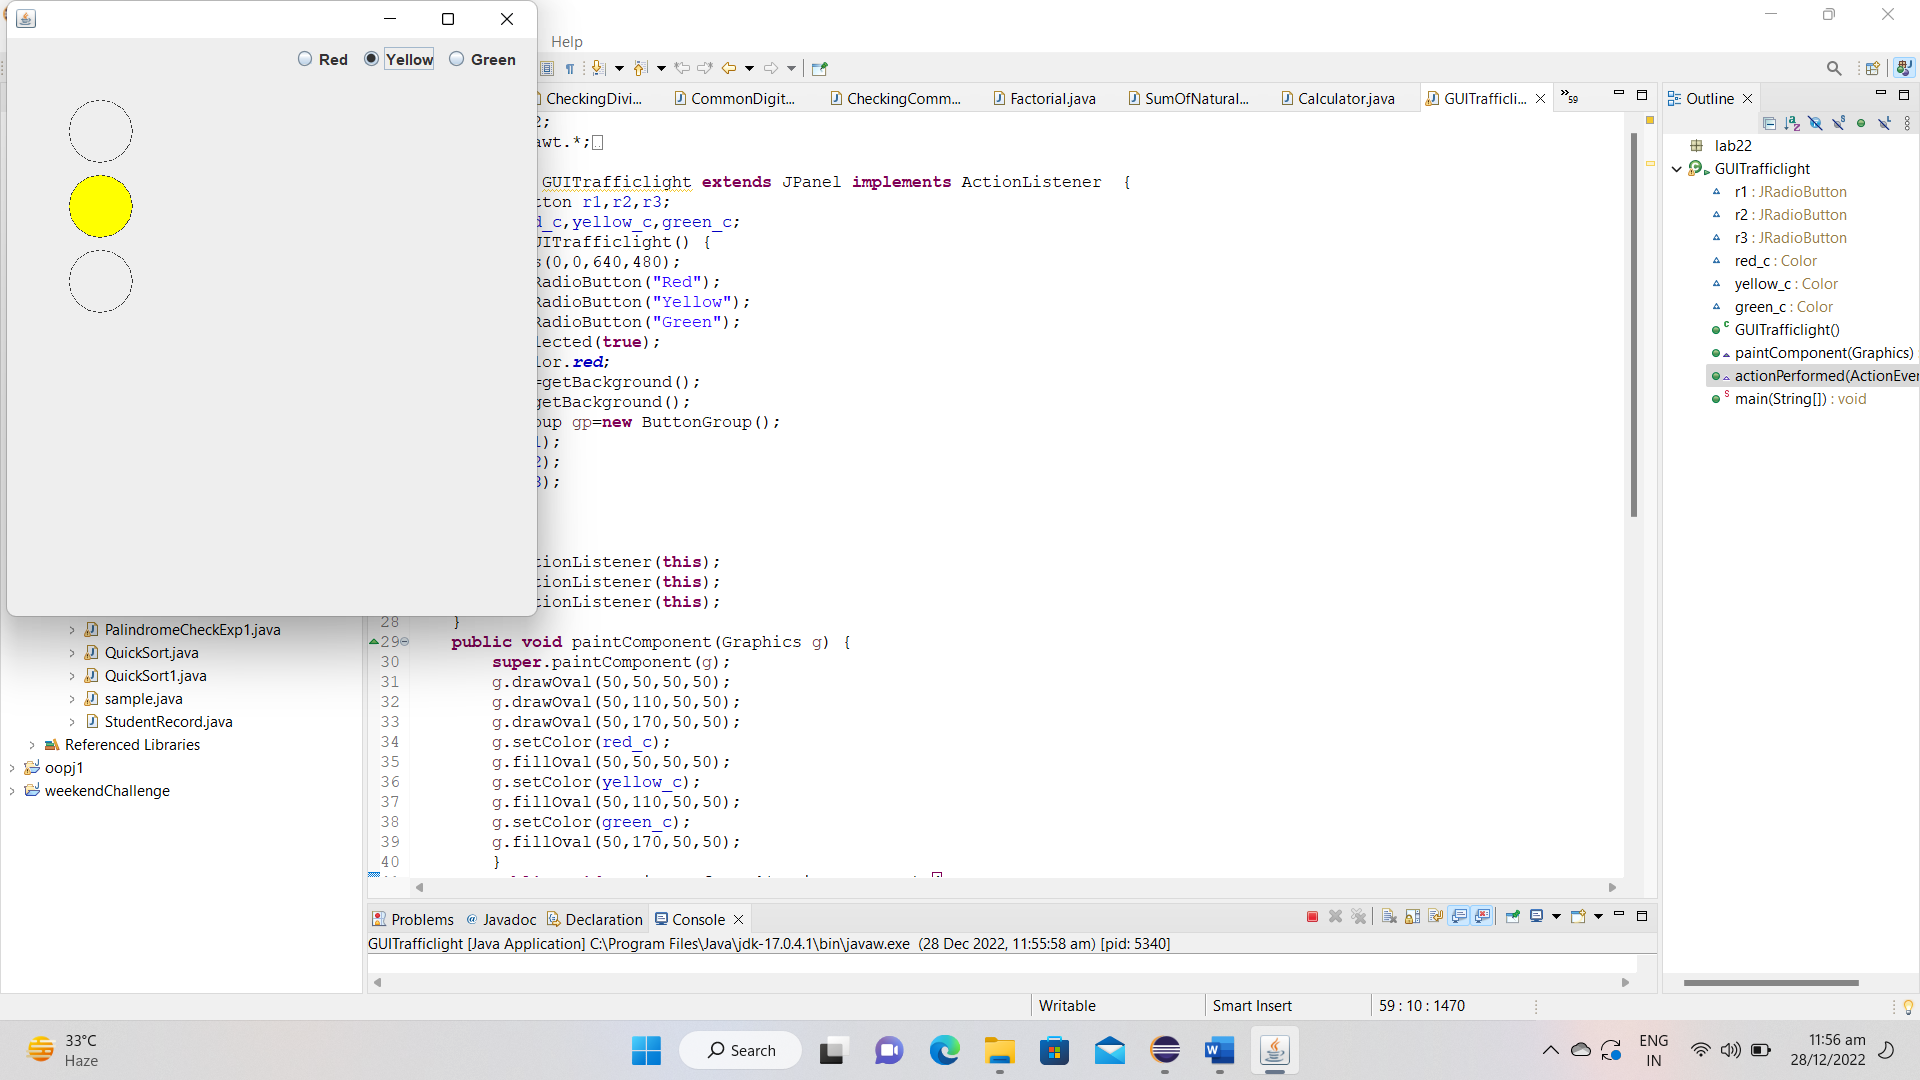 Red Yellow Green
Help
CheckingDivi... CommonDigit... CheckingComm... Factorial.java SumOfNatural... Calculator.java GUITrafficli... 59
2;
awt.*;
GUITrafficlight extends JPanel implements ActionListener {
tton r1,r2,r3;
d_c,yellow_c,green_c;
UITrafficlight() {
s(0,0,640,480);
RadioButton("Red");
RadioButton("Yellow");
RadioButton("Green");
lected(true);
lor.red;
=getBackground();
getBackground();
oup gp=new ButtonGroup();
1);
2);
3);
tionListener(this);
tionListener(this);
tionListener(this);
28 }
29 public void paintComponent(Graphics g) {
30 super.paintComponent(g);
31 g.drawOval(50,50,50,50);
32 g.drawOval(50,110,50,50);
33 g.drawOval(50,170,50,50);
34 g.setColor(red_c);
35 g.fillOval(50,50,50,50);
36 g.setColor(yellow_c);
37 g.fillOval(50,110,50,50);
38 g.setColor(green_c);
39 g.fillOval(50,170,50,50);
40 }
PalindromeCheckExp1.java
QuickSort.java
QuickSort1.java
sample.java
StudentRecord.java
Referenced Libraries
oopj1
weekendChallenge
Outline
lab22
GUITrafficlight
r1 : JRadioButton
r2 : JRadioButton
r3 : JRadioButton
red_c : Color
yellow_c : Color
green_c : Color
GUITrafficlight()
paintComponent(Graphics)
actionPerformed(ActionEver
main(String[]) : void
Problems Javadoc Declaration Console
GUITrafficlight [Java Application] C:\Program Files\Java\jdk-17.0.4.1\bin\javaw.exe (28 Dec 2022, 11:55:58 am) [pid: 5340]
Writable Smart Insert 59 : 10 : 1470
33°C
Haze
Search
ENG
IN
11:56 am
28/12/2022